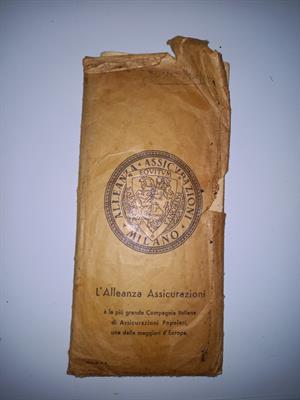 ALLEANZA · ASSICURAZIONI
MILANO
L'Alleanza Assicurazioni
è la più grande Compagnia Italiana
di Assicurazioni Popolari,
una delle maggiori d'Europa.